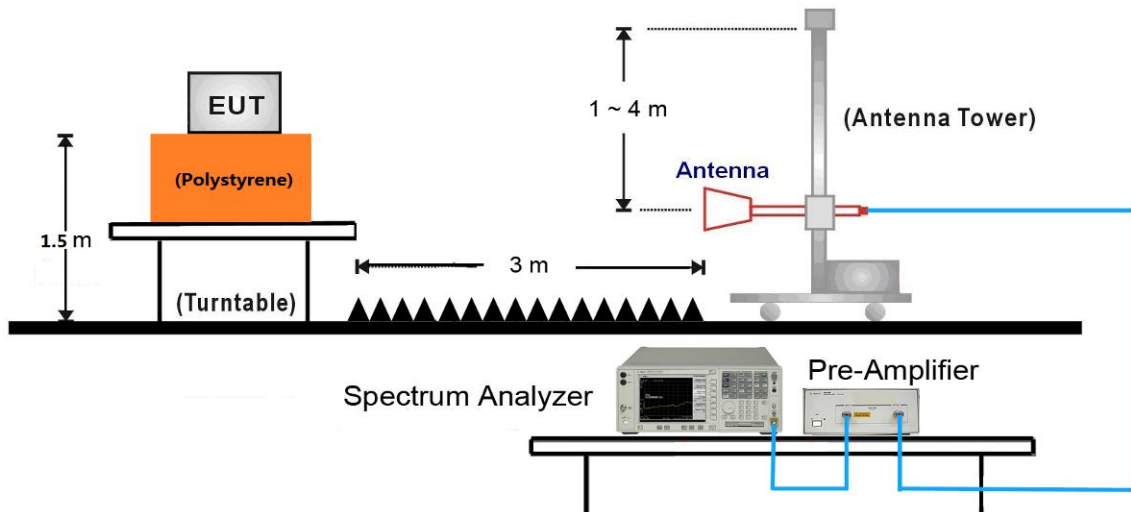 EUT
(Polystyrene)
1.5 m
(Turntable)
3 m
1 ~ 4 m
(Antenna Tower)
Antenna
Spectrum Analyzer
Pre-Amplifier